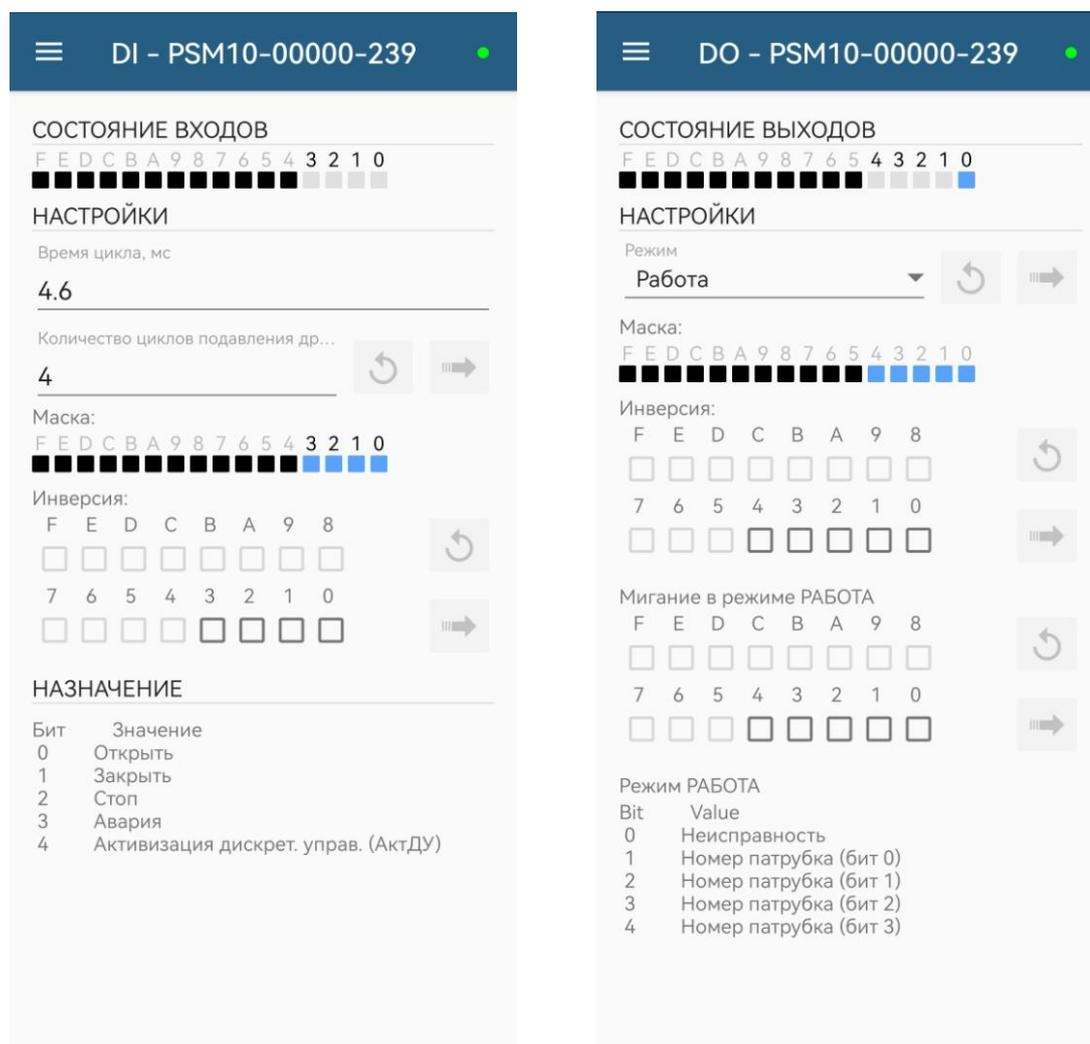 DI - PSM10-00000-239
СОСТОЯНИЕ ВХОДОВ
F E D C B A 9 8 7 6 5 4 3 2 1 0
НАСТРОЙКИ
Время цикла, мс
4.6
Количество циклов подавления др...
4
Маска:
F E D C B A 9 8 7 6 5 4 3 2 1 0
Инверсия:
F E D C B A 9 8
7 6 5 4 3 2 1 0
НАЗНАЧЕНИЕ
Бит Значение
0 Открыть
1 Закрыть
2 Стоп
3 Авария
4 Активизация дискрет. управ. (АктДУ)
DO - PSM10-00000-239
СОСТОЯНИЕ ВЫХОДОВ
F E D C B A 9 8 7 6 5 4 3 2 1 0
НАСТРОЙКИ
Режим
Работа
Маска:
F E D C B A 9 8 7 6 5 4 3 2 1 0
Инверсия:
F E D C B A 9 8
7 6 5 4 3 2 1 0
Мигание в режиме РАБОТА
F E D C B A 9 8
7 6 5 4 3 2 1 0
Режим РАБОТА
Bit Value
0 Неисправность
1 Номер патрубка (бит 0)
2 Номер патрубка (бит 1)
3 Номер патрубка (бит 2)
4 Номер патрубка (бит 3)